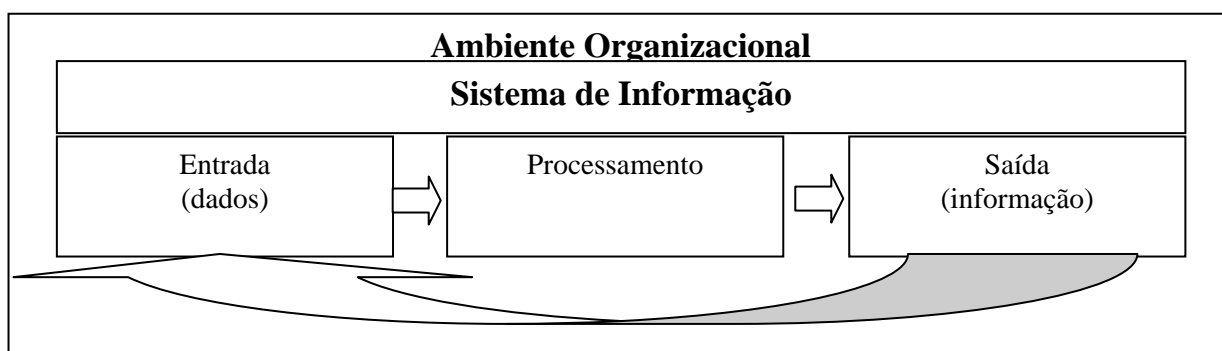 Ambiente Organizacional
Sistema de Informação
Entrada
(dados)
Processamento
Saída
(informação)